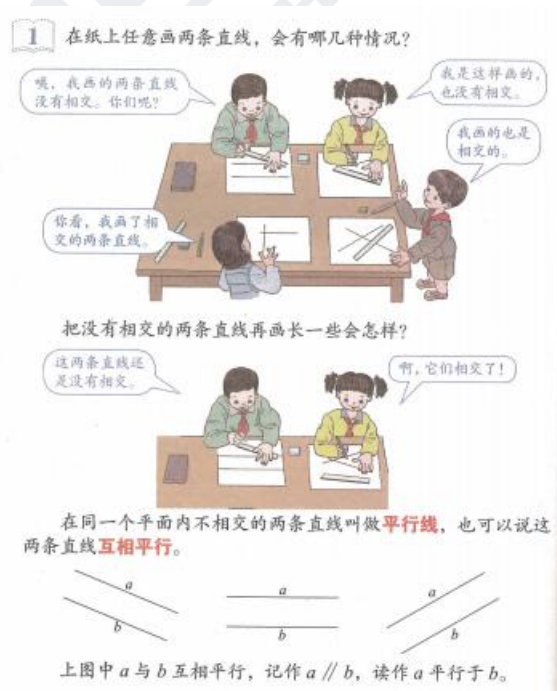 1 在纸上任意画两条直线，会有哪几种情况？
嗯，我画的两条直线
没有相交。你们呢？
我是这样画的，
也没有相交。
我画的也是
相交的。
你看，我画了相
交的两条直线。
把没有相交的两条直线再画长一些会怎样？
这两条直线还
是没有相交。
啊，它们相交了！
在同一个平面内不相交的两条直线叫做平行线，也可以说这
两条直线互相平行。
a
b
a
b
a
b
上图中 a 与 b 互相平行，记作 a ∥ b，读作 a 平行于 b。